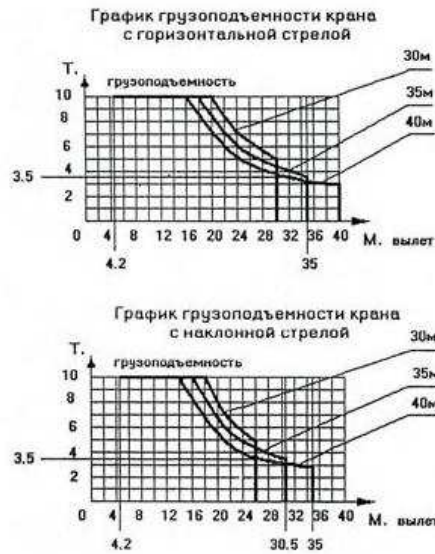 График грузоподъемности крана
с горизонтальной стрелой
Т.
грузоподъемность
30м
35м
40м
10
8
6
4
3.5
2
0 4 8 12 16 20 24 28 32 36 40
М. вылет
4.2 35
График грузоподъемности крана
с наклонной стрелой
Т.
грузоподъемность
30м
35м
40м
10
8
6
4
3.5
2
0 4 8 12 16 20 24 28 32 36 40
М. вылет
4.2 30.5 35